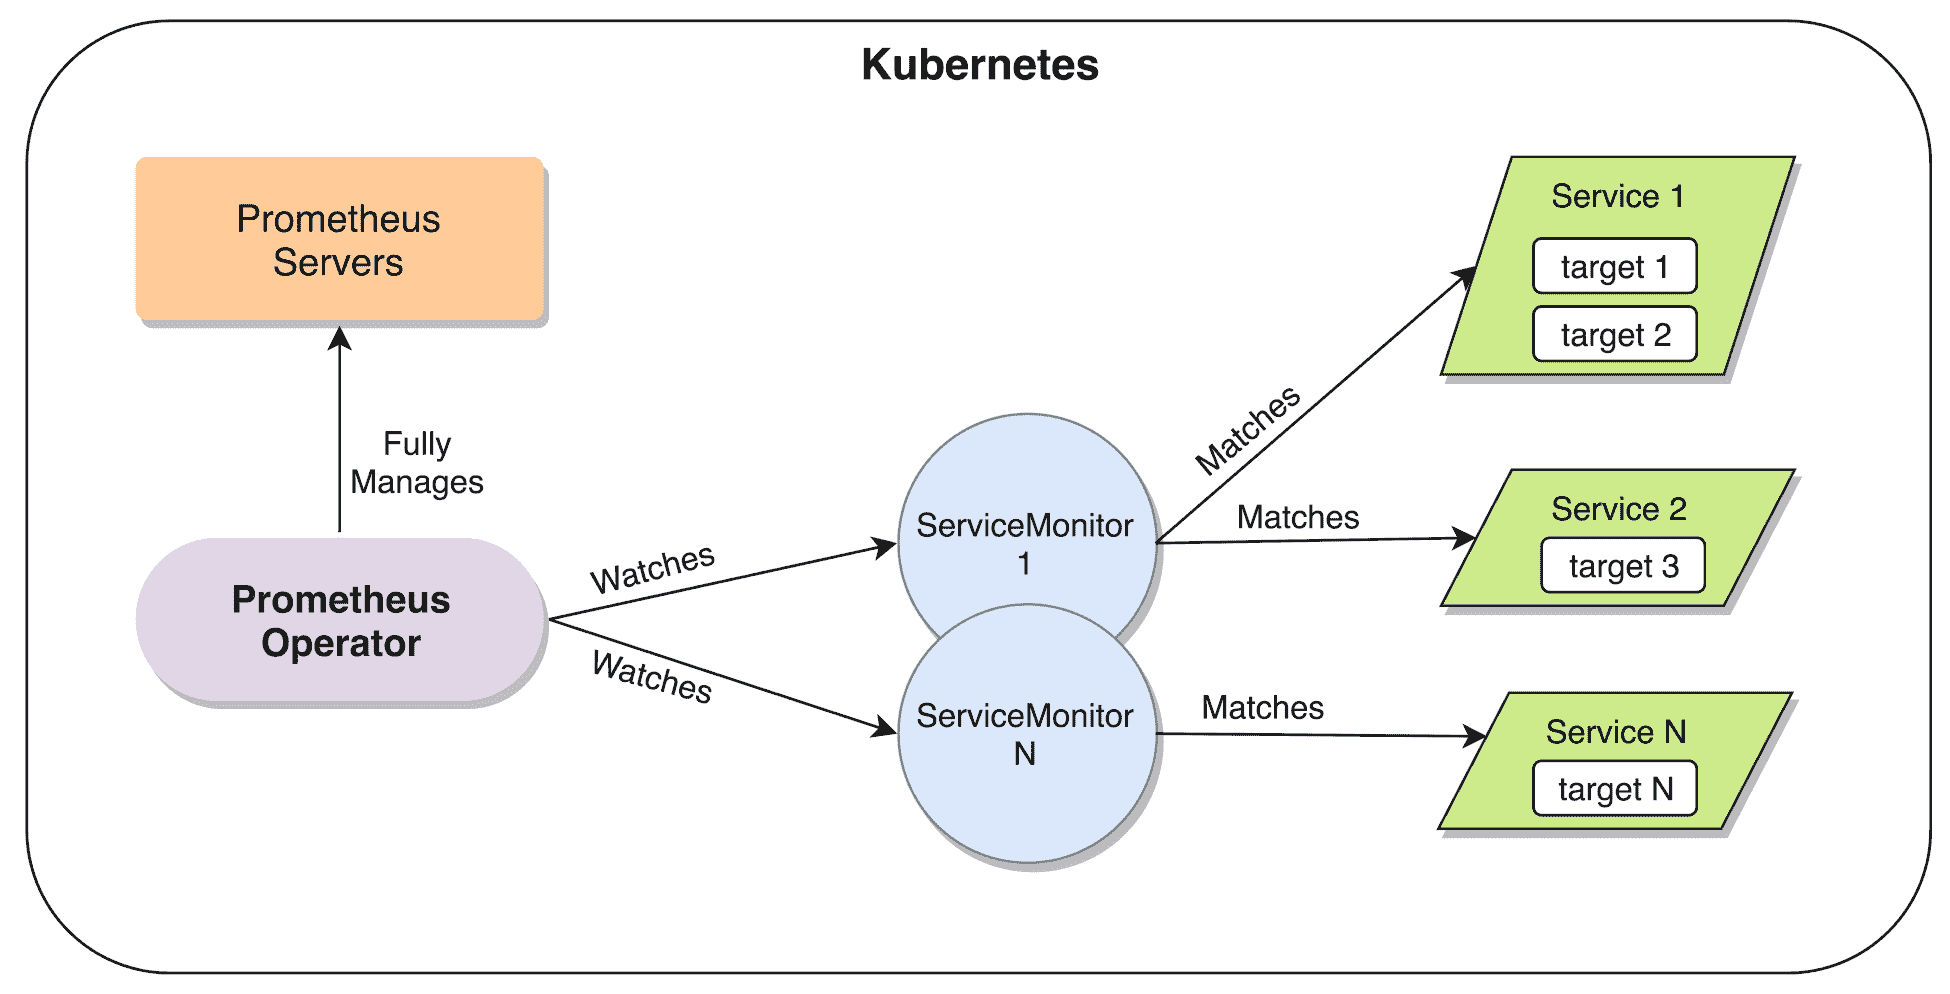 Kubernetes
Prometheus
Servers
Fully
Manages
Prometheus
Operator
Watches
Watches
ServiceMonitor
1
ServiceMonitor
N
Matches
Matches
Matches
Service 1
target 1
target 2
Service 2
target 3
Service N
target N